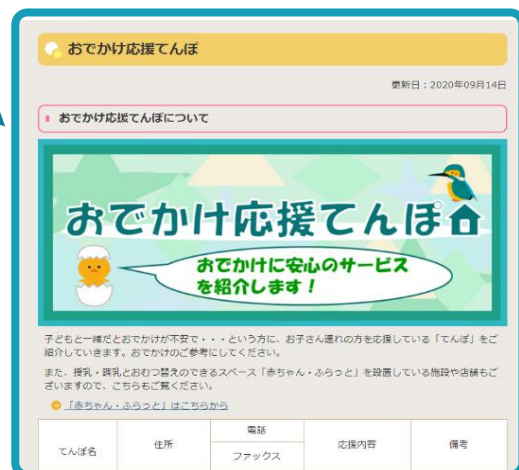 おでかけ応援てんぽ
更新日：2020年09月14日
おでかけ応援てんぽについて
おでかけ応援てんぽ
おでかけに安心のサービス
を紹介します！
子どもと一緒だとおでかけが不安で・・・という方に、お子さん連れの方を応援している「てんぽ」をご
紹介していきます。おでかけのご参考にしてください。
また、授乳・調乳とおむつ替えのできるスペース「赤ちゃん・ふらっと」を設置している施設や店舗もご
ざいますので、こちらもご覧ください。
「赤ちゃん・ふらっと」はこちらから
てんぽ名 住所 電話 応援内容 備考
ファックス